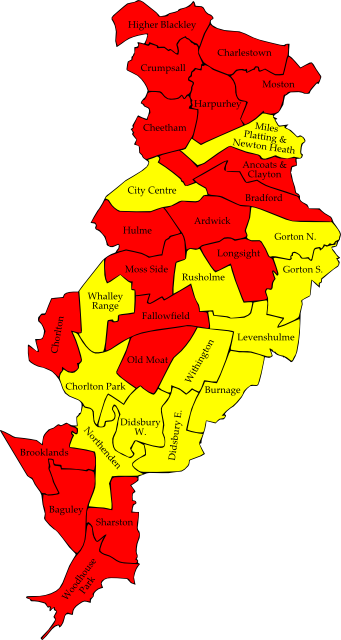 Higher Blackley
Charlestown
Crumpsall
Moston
Harpurhey
Cheetham
Miles
Platting &
Newton Heath
Ancoats &
Clayton
City Centre
Bradford
Ardwick
Hulme
Gorton N.
Longsight
Moss Side
Rusholme
Gorton S.
Whalley
Range
Fallowfield
Chorlton
Levenshulme
Withington
Old Moat
Chorlton Park
Burnage
Didsbury
W.
Didsbury E.
Northenden
Brooklands
Baguley
Sharston
Woodhouse
Park